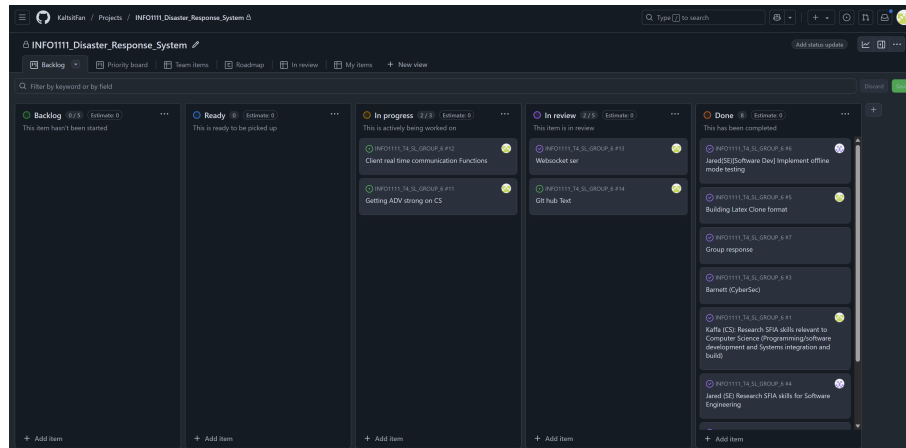 KaltsitFan / Projects / INFO1111_Disaster_Response_System
Type / to search
INFO1111_Disaster_Response_System
Add status update
Backlog
Priority board
Team items
Roadmap
In review
My items
+ New view
Filter by keyword or by field
Discard
Backlog 0 / 5 Estimate: 0
This item hasn't been started
Ready 0 Estimate: 0
This is ready to be picked up
In progress 2 / 3 Estimate: 0
This is actively being worked on
INFO1111_T4_SL_GROUP_6 #12
Client real time communication Functions
INFO1111_T4_SL_GROUP_6 #11
Getting ADV strong on CS
In review 2 / 5 Estimate: 0
This item is in review
INFO1111_T4_SL_GROUP_6 #13
Websocket ser
INFO1111_T4_SL_GROUP_6 #14
GIt hub Text
Done 8 Estimate: 0
This has been completed
INFO1111_T4_SL_GROUP_6 #6
Jared(SE)[Software Dev] Implement offline
mode testing
INFO1111_T4_SL_GROUP_6 #5
Building Latex Clone format
INFO1111_T4_SL_GROUP_6 #7
Group response
INFO1111_T4_SL_GROUP_6 #3
Barnett (CyberSec)
INFO1111_T4_SL_GROUP_6 #1
Kaffa (CS): Research SFIA skills relevant to
Computer Science (Programming/software
development and Systems integration and
build)
INFO1111_T4_SL_GROUP_6 #4
Jared (SE) Research SFIA skills for Software
Engineering
+ Add item
+ Add item
+ Add item
+ Add item
+ Add item